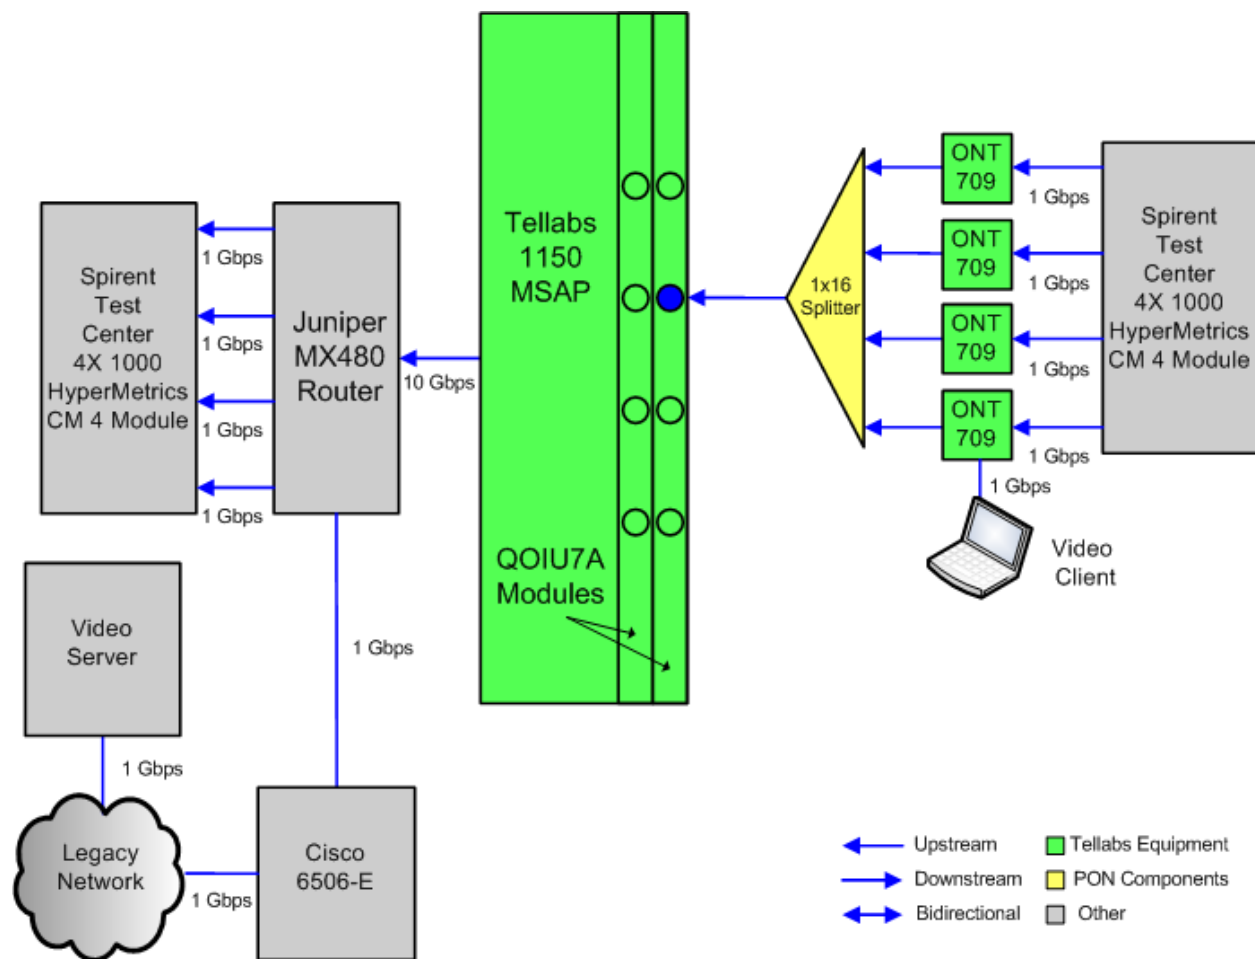 Spirent
Test
Center
4X 1000
HyperMetrics
CM 4 Module
1 Gbps
1 Gbps
1 Gbps
1 Gbps
Juniper
MX480
Router
10 Gbps
Tellabs
1150
MSAP
QOIU7A
Modules
1x16
Splitter
ONT
709
ONT
709
ONT
709
ONT
709
1 Gbps
1 Gbps
1 Gbps
1 Gbps
1 Gbps
Spirent
Test
Center
4X 1000
HyperMetrics
CM 4 Module
Video
Client
Video
Server
1 Gbps
1 Gbps
Legacy
Network
1 Gbps
Cisco
6506-E
Upstream
Downstream
Bidirectional
Tellabs Equipment
PON Components
Other